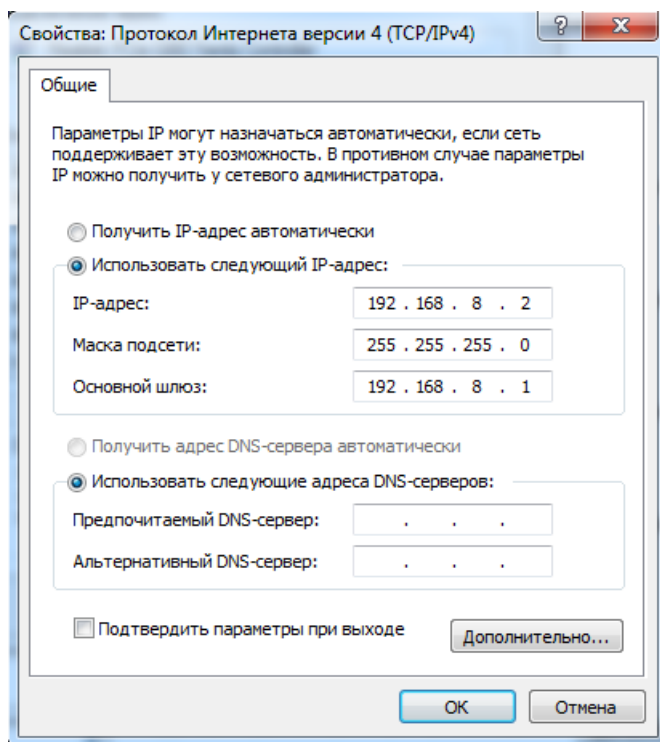 Свойства: Протокол Интернета версии 4 (TCP/IPv4)
Общие
Параметры IP могут назначаться автоматически, если сеть
поддерживает эту возможность. В противном случае параметры
IP можно получить у сетевого администратора.
Получить IP-адрес автоматически
Использовать следующий IP-адрес:
IP-адрес: 192 . 168 . 8 . 2
Маска подсети: 255 . 255 . 255 . 0
Основной шлюз: 192 . 168 . 8 . 1
Получить адрес DNS-сервера автоматически
Использовать следующие адреса DNS-серверов:
Предпочитаемый DNS-сервер: . . .
Альтернативный DNS-сервер: . . .
Подтвердить параметры при выходе
Дополнительно...
ОК
Отмена